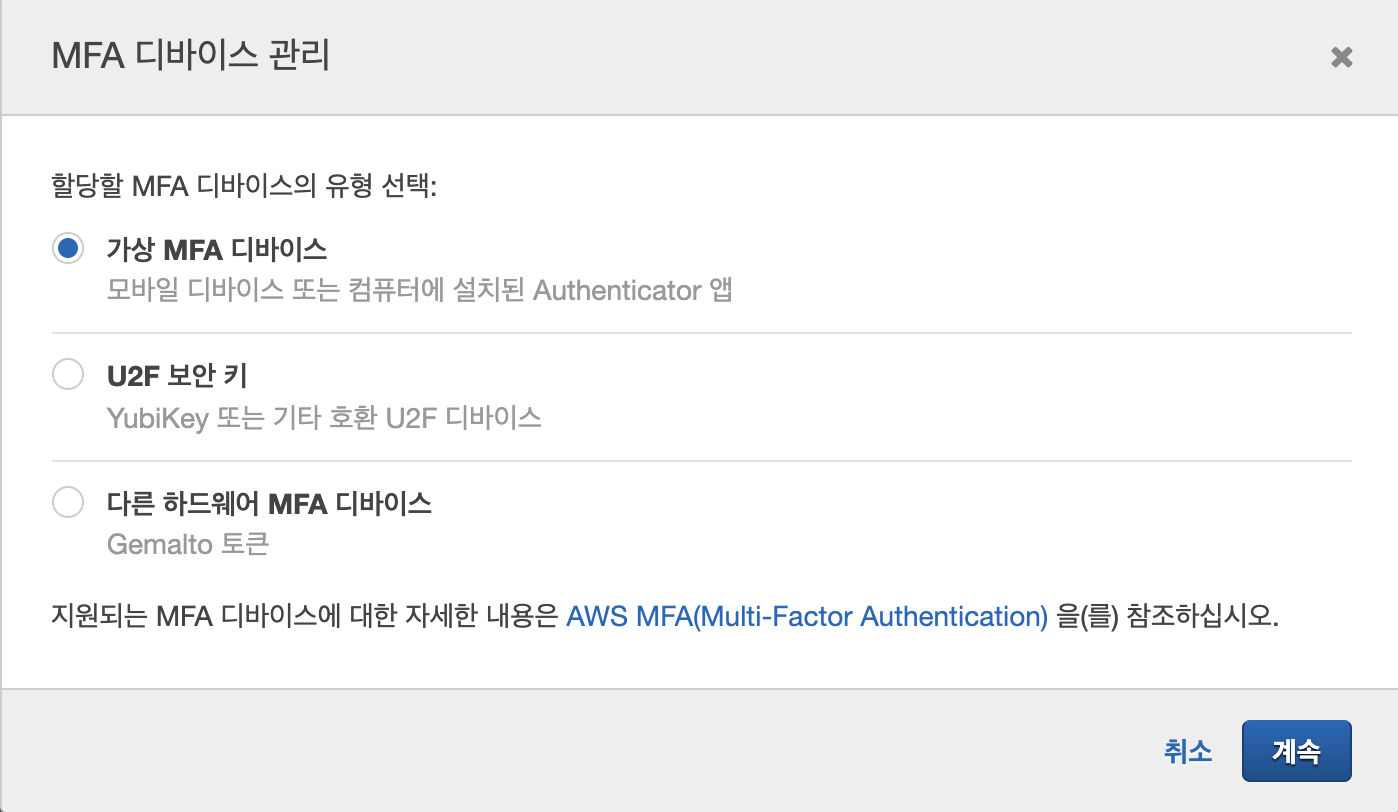 MFA 디바이스 관리
할당할 MFA 디바이스의 유형 선택:
가상 MFA 디바이스
모바일 디바이스 또는 컴퓨터에 설치된 Authenticator 앱
U2F 보안 키
YubiKey 또는 기타 호환 U2F 디바이스
다른 하드웨어 MFA 디바이스
Gemalto 토큰
지원되는 MFA 디바이스에 대한 자세한 내용은 AWS MFA(Multi-Factor Authentication) 을(를) 참조하십시오.
취소 계속